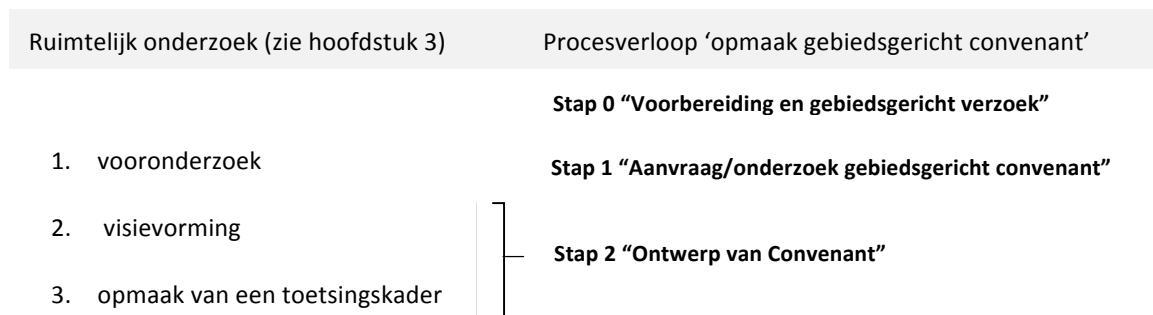 Ruimtelijk onderzoek (zie hoofdstuk 3) Procesverloop ‘opmaak gebiedsgericht convenant’
Stap 0 “Voorbereiding en gebiedsgericht verzoek”
1. vooronderzoek Stap 1 “Aanvraag/onderzoek gebiedsgericht convenant”
2. visievorming
Stap 2 “Ontwerp van Convenant”
3. opmaak van een toetsingskader